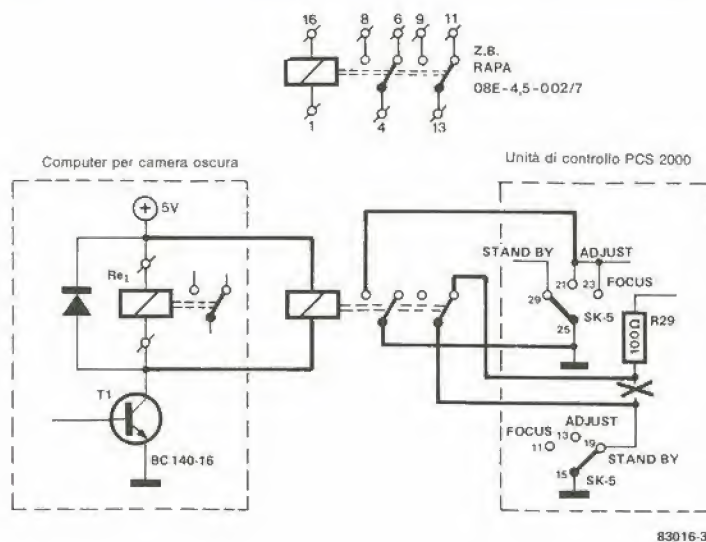 16
8
6
9
11
Z.B.
RAPA
08E-4,5-002/7
1
4
13
Computer per camera oscura
Unità di controllo PCS 2000
5V
STAND BY
ADJUST
Re1
21
23
FOCUS
29
SK-5
25
R29
100Ω
T1
ADJUST
FOCUS
13
11
19
STAND BY
15
SK-5
BC 140-16
83016-3